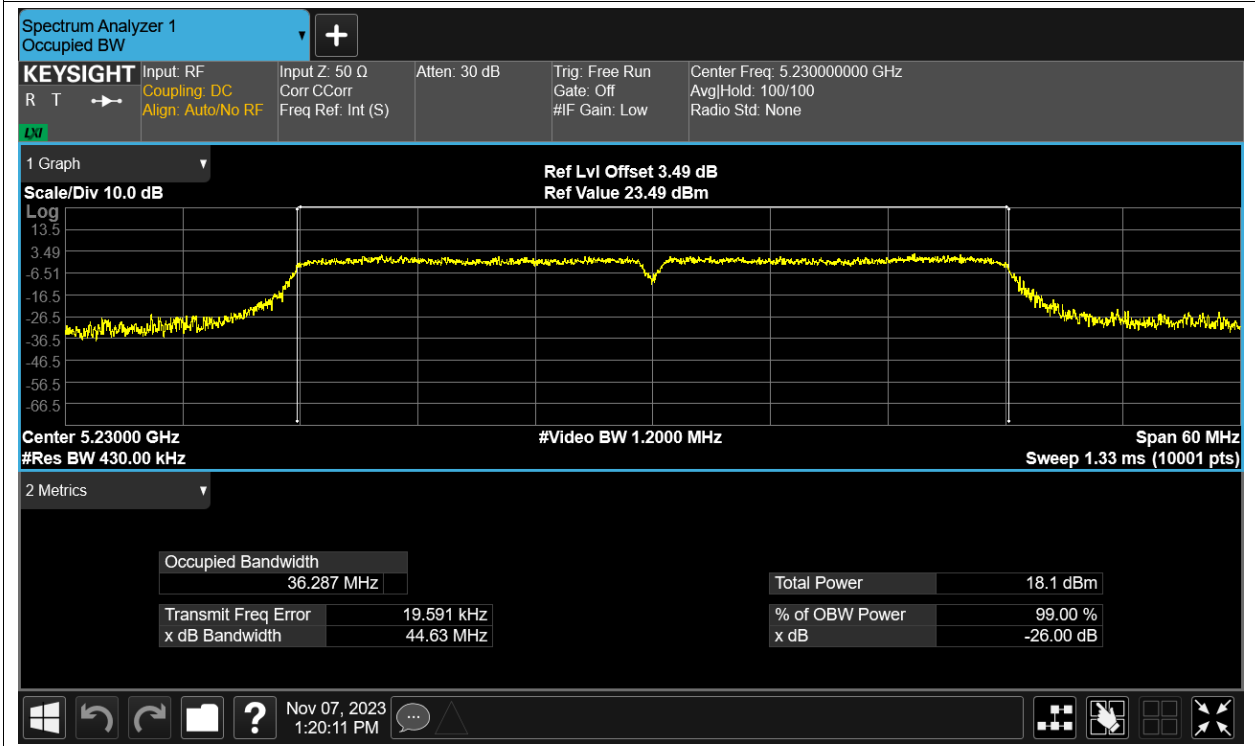 Spectrum Analyzer 1
Occupied BW
KEYSIGHT
R T
LXI
Input: RF
Coupling: DC
Align: Auto/No RF
Input Z: 50 Ω
Corr CCorr
Freq Ref: Int (S)
Atten: 30 dB
Trig: Free Run
Gate: Off
#IF Gain: Low
Center Freq: 5.230000000 GHz
Avg|Hold: 100/100
Radio Std: None
1 Graph
Ref Lvl Offset 3.49 dB
Scale/Div 10.0 dB
Ref Value 23.49 dBm
Log
13.5
3.49
-6.51
-16.5
-26.5
-36.5
-46.5
-56.5
-66.5
Center 5.23000 GHz
#Video BW 1.2000 MHz
Span 60 MHz
#Res BW 430.00 kHz
Sweep 1.33 ms (10001 pts)
2 Metrics
Occupied Bandwidth
36.287 MHz
Transmit Freq Error 19.591 kHz
x dB Bandwidth 44.63 MHz
Total Power 18.1 dBm
% of OBW Power 99.00 %
x dB -26.00 dB
?
Nov 07, 2023
1:20:11 PM